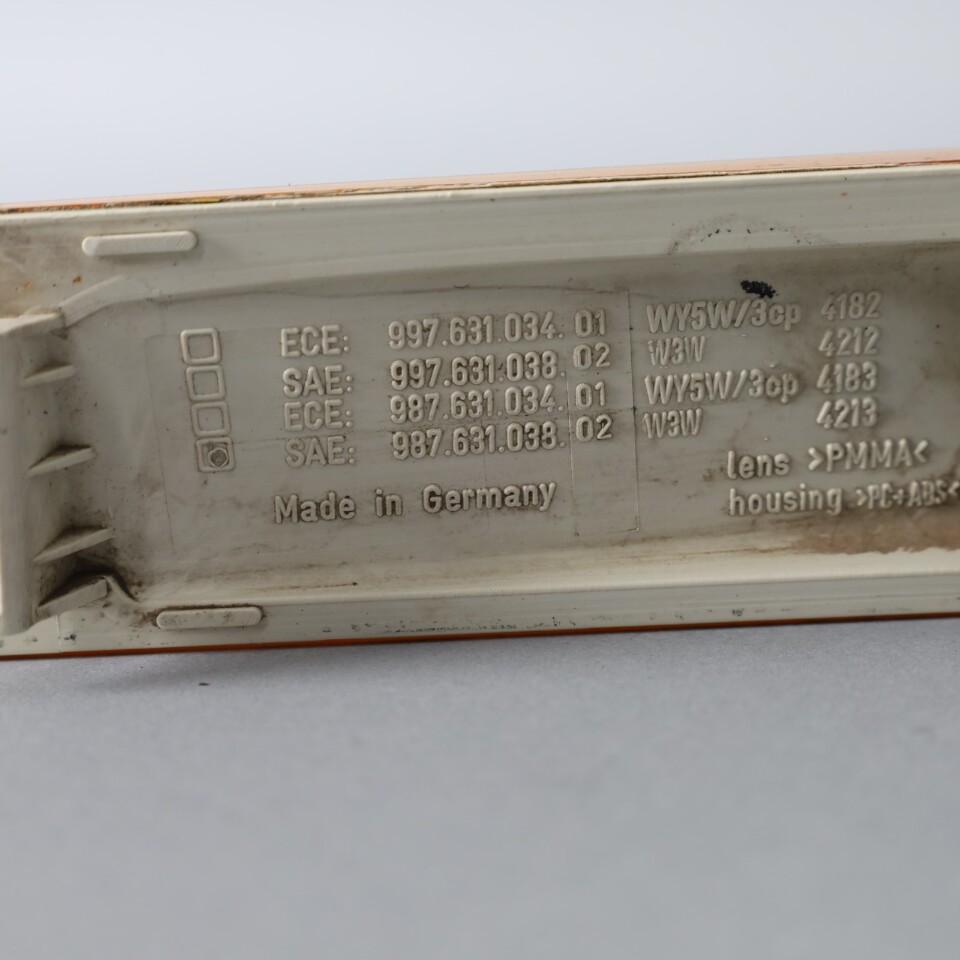 ECE: 997.631.034. 01 WY5W/3cp 4182
SAE: 997.631.038. 02 W3W 4212
ECE: 987.631.034. 01 WY5W/3cp 4183
SAE: 987.631.038. 02 W3W 4213
lens >PMMA<
Made in Germany housing >PC+ABS<